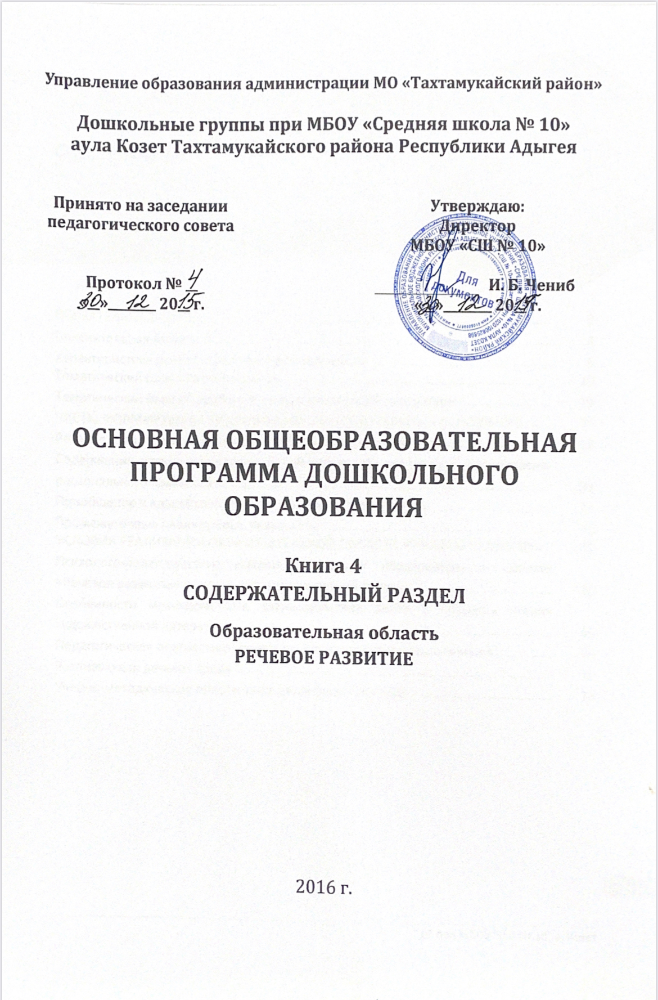 Управление образования администрации МО «Тахтамукайский район»
Дошкольные группы при МБОУ «Средняя школа № 10»
аула Козет Тахтамукайского района Республики Адыгея
Принято на заседании
педагогического совета
Протокол № 4
«30» 12 2015 г.
Утверждаю:
Директор
МБОУ «СШ № 10»
И. Б. Чениб
«30» 12 2015 г.
Для
документов
ОСНОВНАЯ ОБЩЕОБРАЗОВАТЕЛЬНАЯ
ПРОГРАММА ДОШКОЛЬНОГО
ОБРАЗОВАНИЯ
Книга 4
СОДЕРЖАТЕЛЬНЫЙ РАЗДЕЛ
Образовательная область
РЕЧЕВОЕ РАЗВИТИЕ
2016 г.